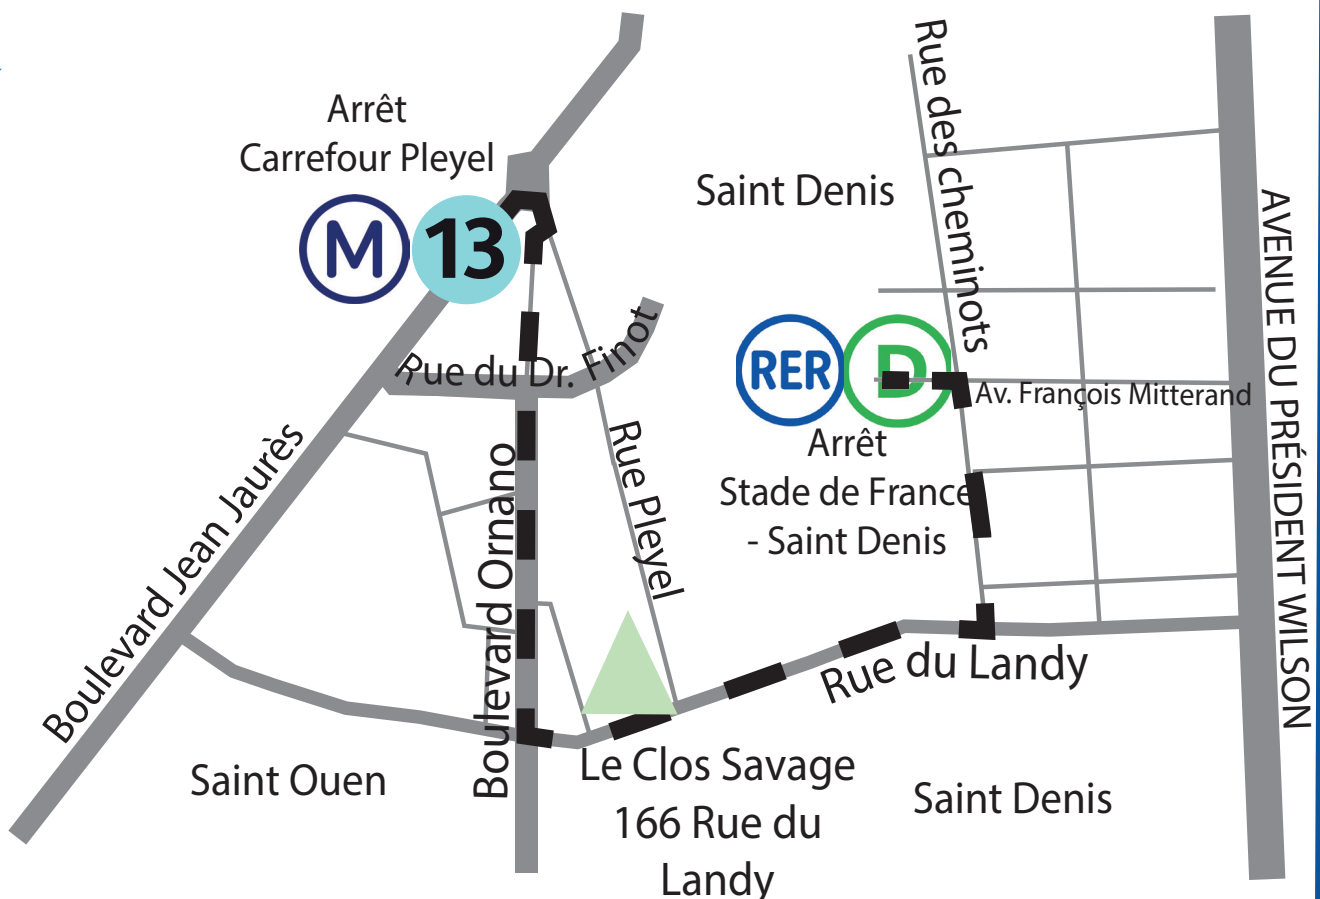 Arrêt
Carrefour Pleyel
M
13
Rue des cheminots
Saint Denis
AVENUE DU PRÉSIDENT WILSON
Rue du Dr. Finot
RER
D
Av. François Mitterand
Arrêt
Stade de France
- Saint Denis
Boulevard Jean Jaurès
Boulevard Ornano
Rue Pleyel
Rue du Landy
Saint Ouen
Le Clos Savage
166 Rue du
Landy
Saint Denis